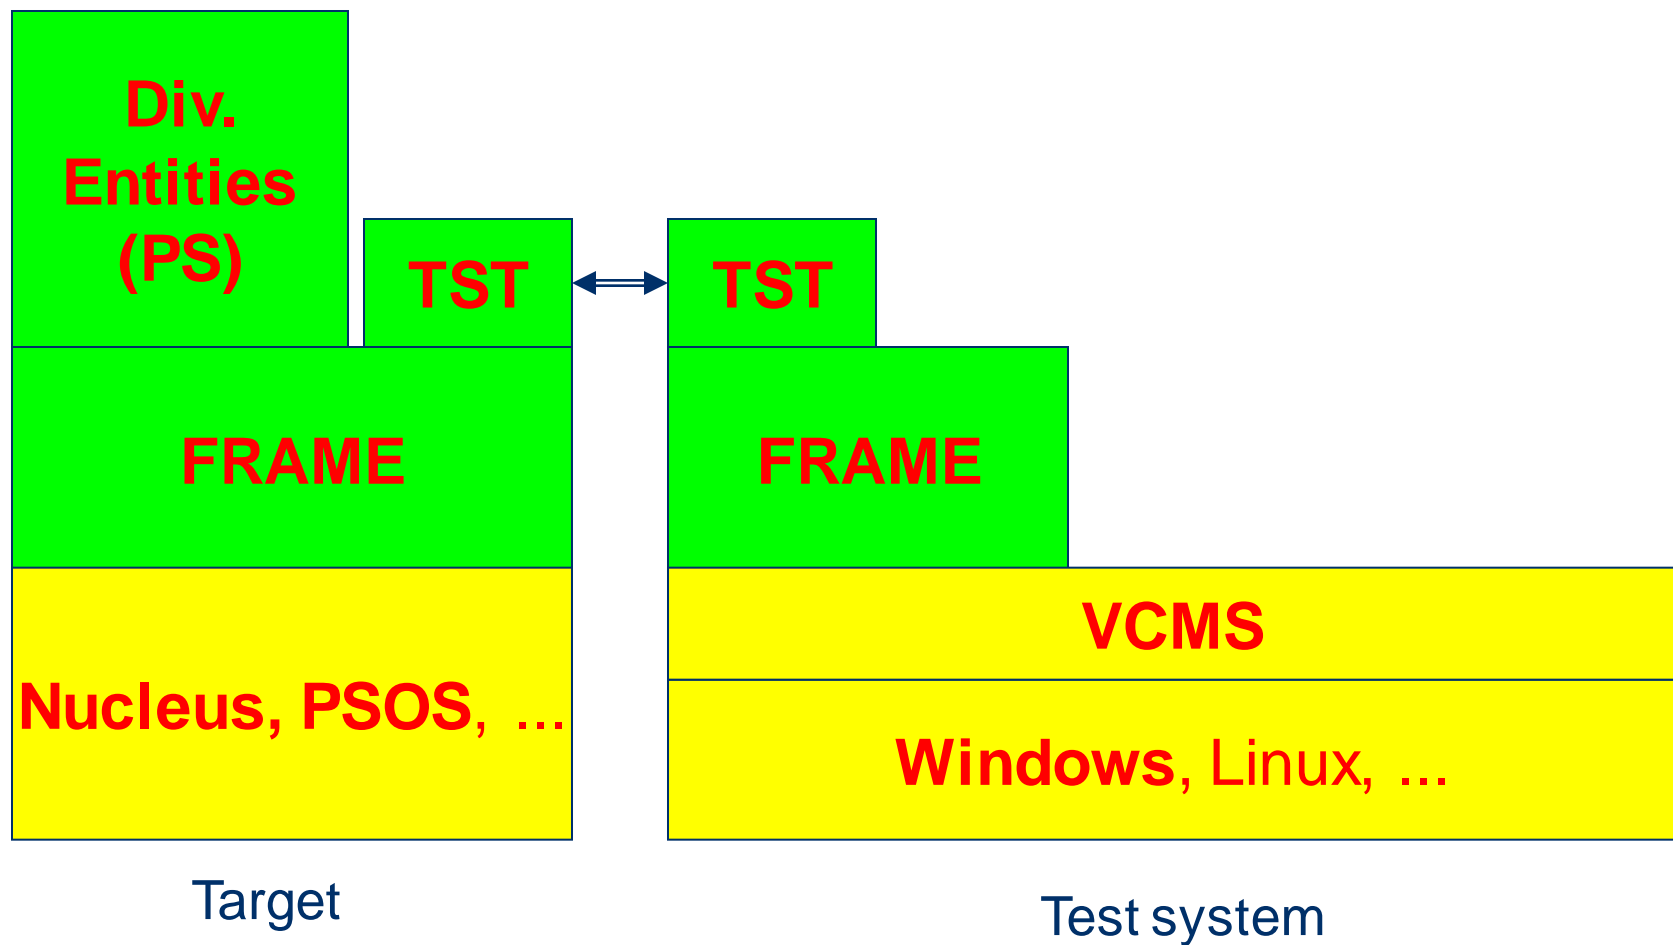 Div.
Entities
(PS)
TST
TST
FRAME
FRAME
VCMS
Nucleus, PSOS, ...
Windows, Linux, ...
Target
Test system